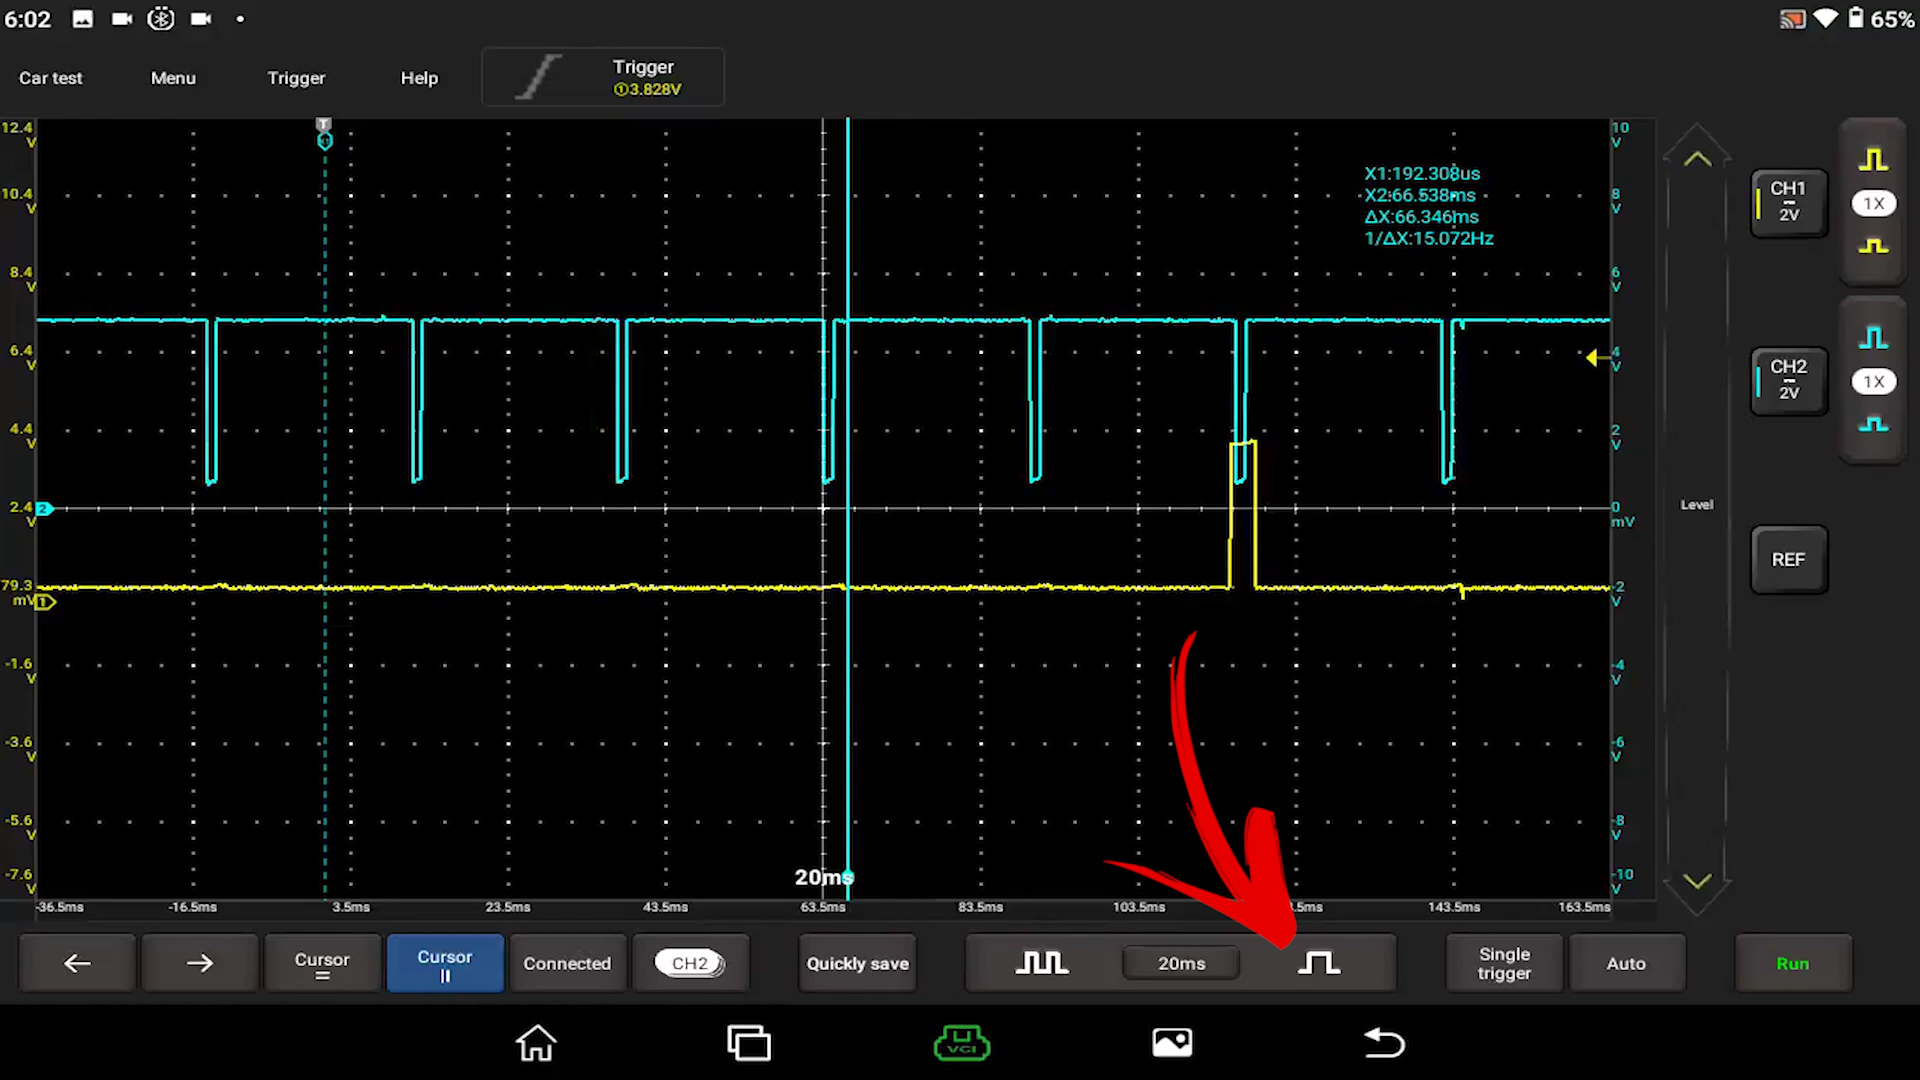 6:02
65%
Car test
Menu
Trigger
Help
Trigger
①3.828V
12.4
V
10.4
V
8.4
V
6.4
V
4.4
V
2.4
V
79.3
mV
-1.6
V
-3.6
V
-5.6
V
-7.6
V
T
2
1
X1:192.308us
X2:66.538ms
ΔX:66.346ms
1/ΔX:15.072Hz
10
V
8
V
6
V
4
V
2
V
0
mV
-2
V
-4
V
-6
V
-8
V
-10
V
20ms
-36.5ms
-16.5ms
3.5ms
23.5ms
43.5ms
63.5ms
83.5ms
103.5ms
.5ms
143.5ms
163.5ms
Level
CH1
2V
1X
CH2
2V
1X
REF
Cursor
Cursor
Connected
CH2
Quickly save
20ms
Single
trigger
Auto
Run
VCI